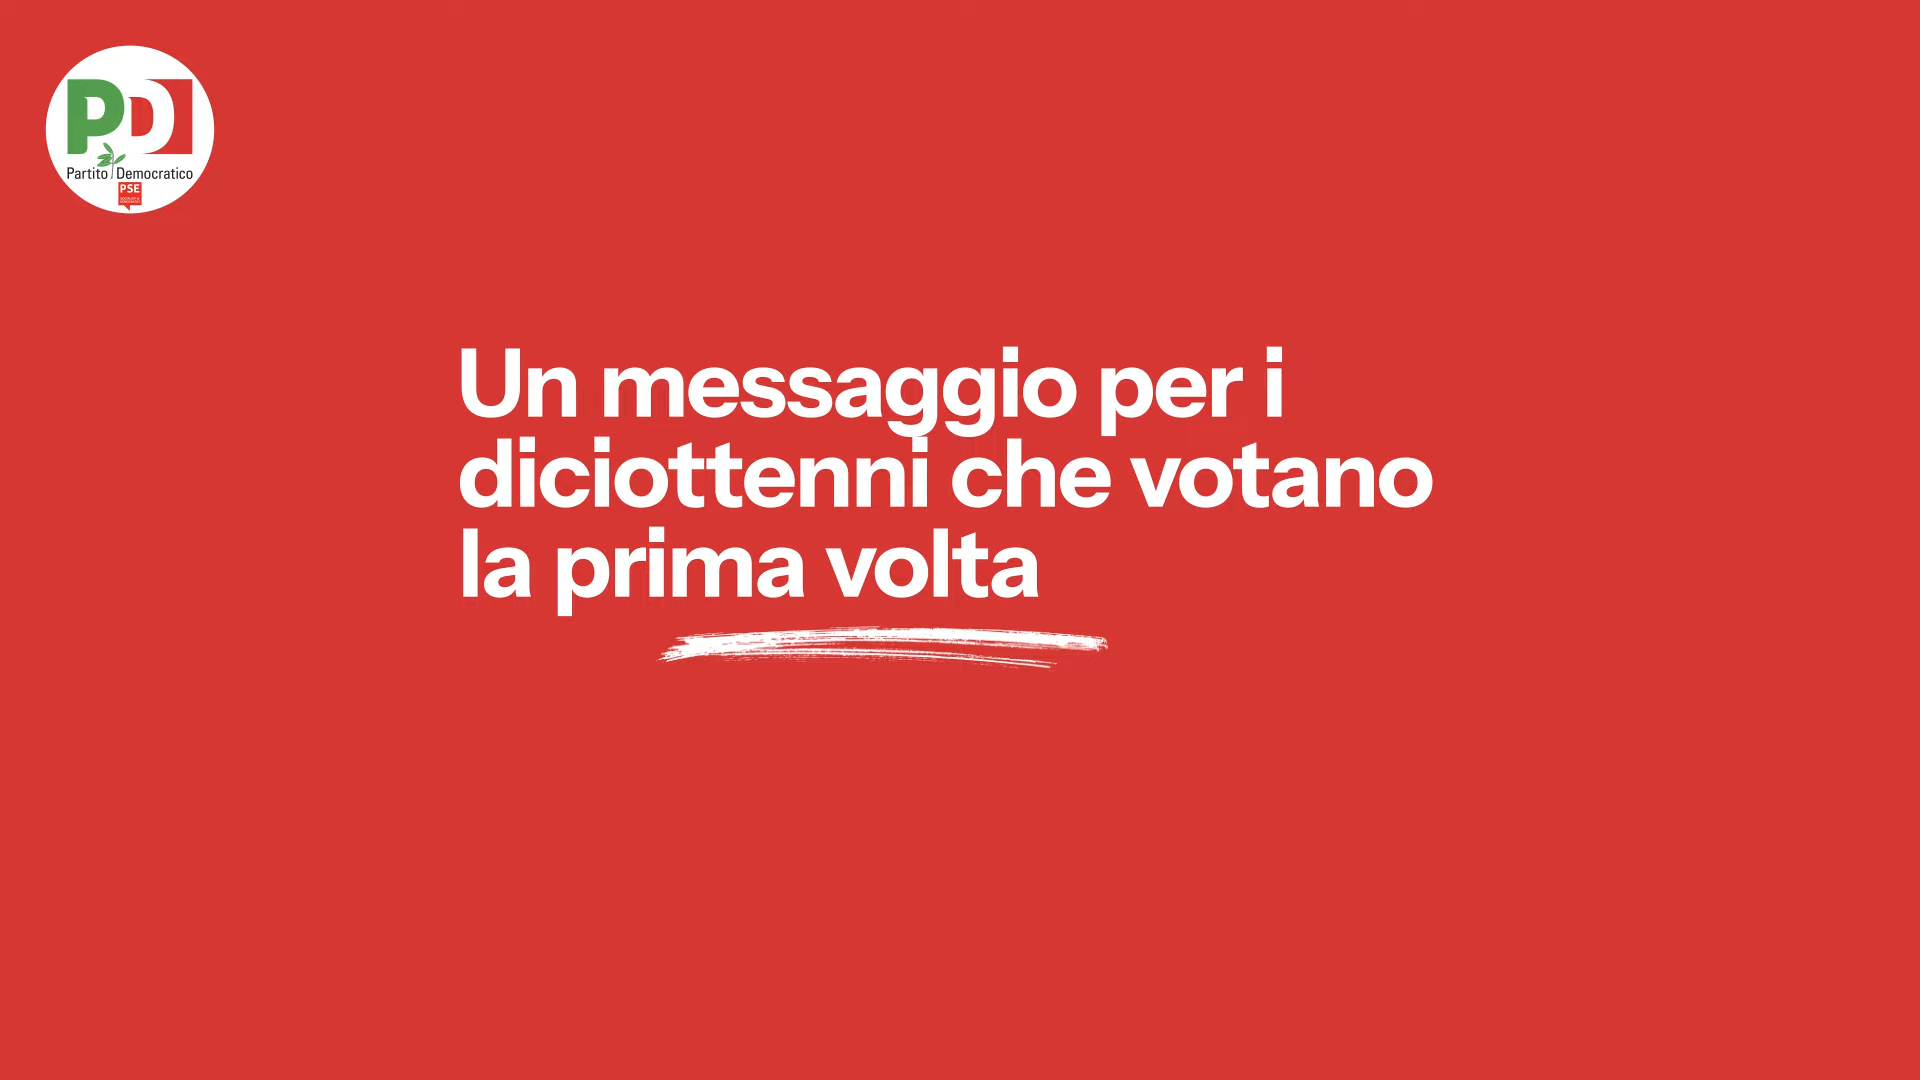 PD
Partito Democratico
PSE
Un messaggio per i
diciottenni che votano
la prima volta